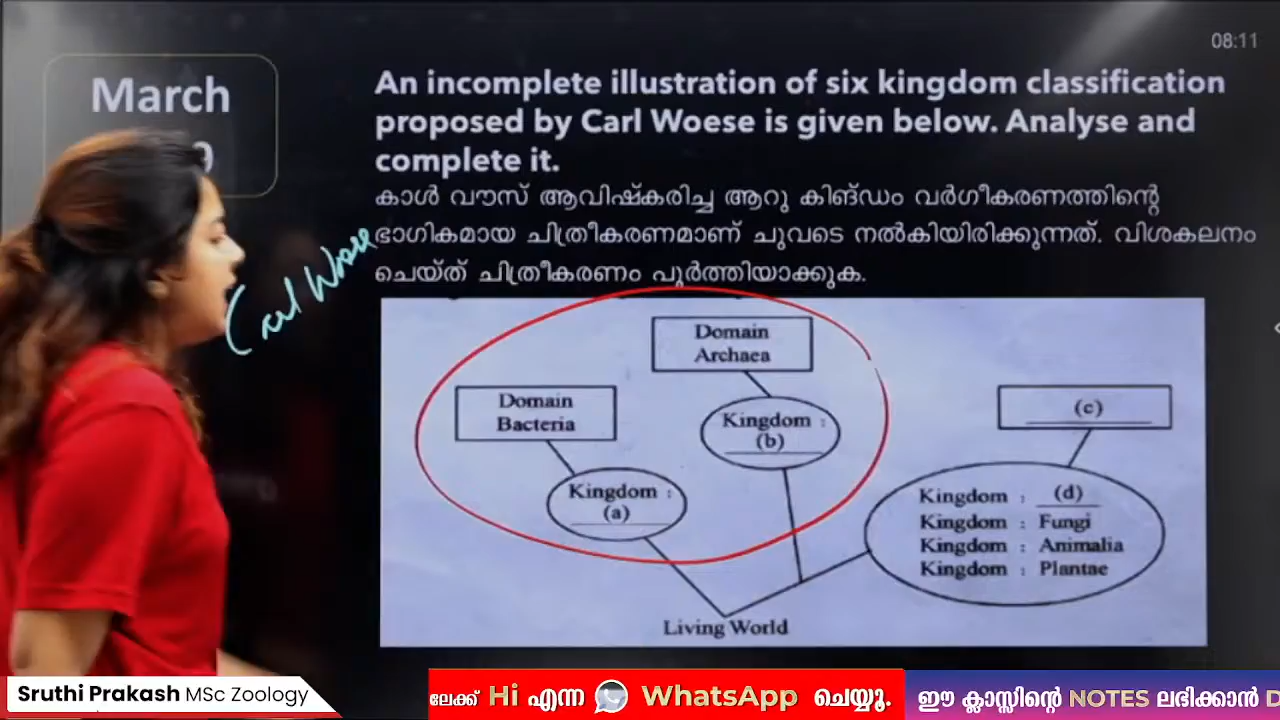 08:11
March
9
An incomplete illustration of six kingdom classification
proposed by Carl Woese is given below. Analyse and
complete it.
കാൾ വൗസ് ആവിഷ്കരിച്ച ആറു കിങ്ഡം വർഗീകരണത്തിന്റെ
ഭാഗികമായ ചിത്രീകരണമാണ് ചുവടെ നൽകിയിരിക്കുന്നത്. വിശകലനം
ചെയ്ത് ചിത്രീകരണം പൂർത്തിയാക്കുക.
Carl Woese
Domain
Archaea
Domain
Bacteria
Kingdom :
(b)
(c)
Kingdom :
(a)
Kingdom : (d)
Kingdom : Fungi
Kingdom : Animalia
Kingdom : Plantae
Living World
Sruthi Prakash MSc Zoology
ലേക്ക് Hi എന്ന WhatsApp ചെയ്യൂ.
ഈ ക്ലാസ്സിന്റെ NOTES ലഭിക്കാൻ D